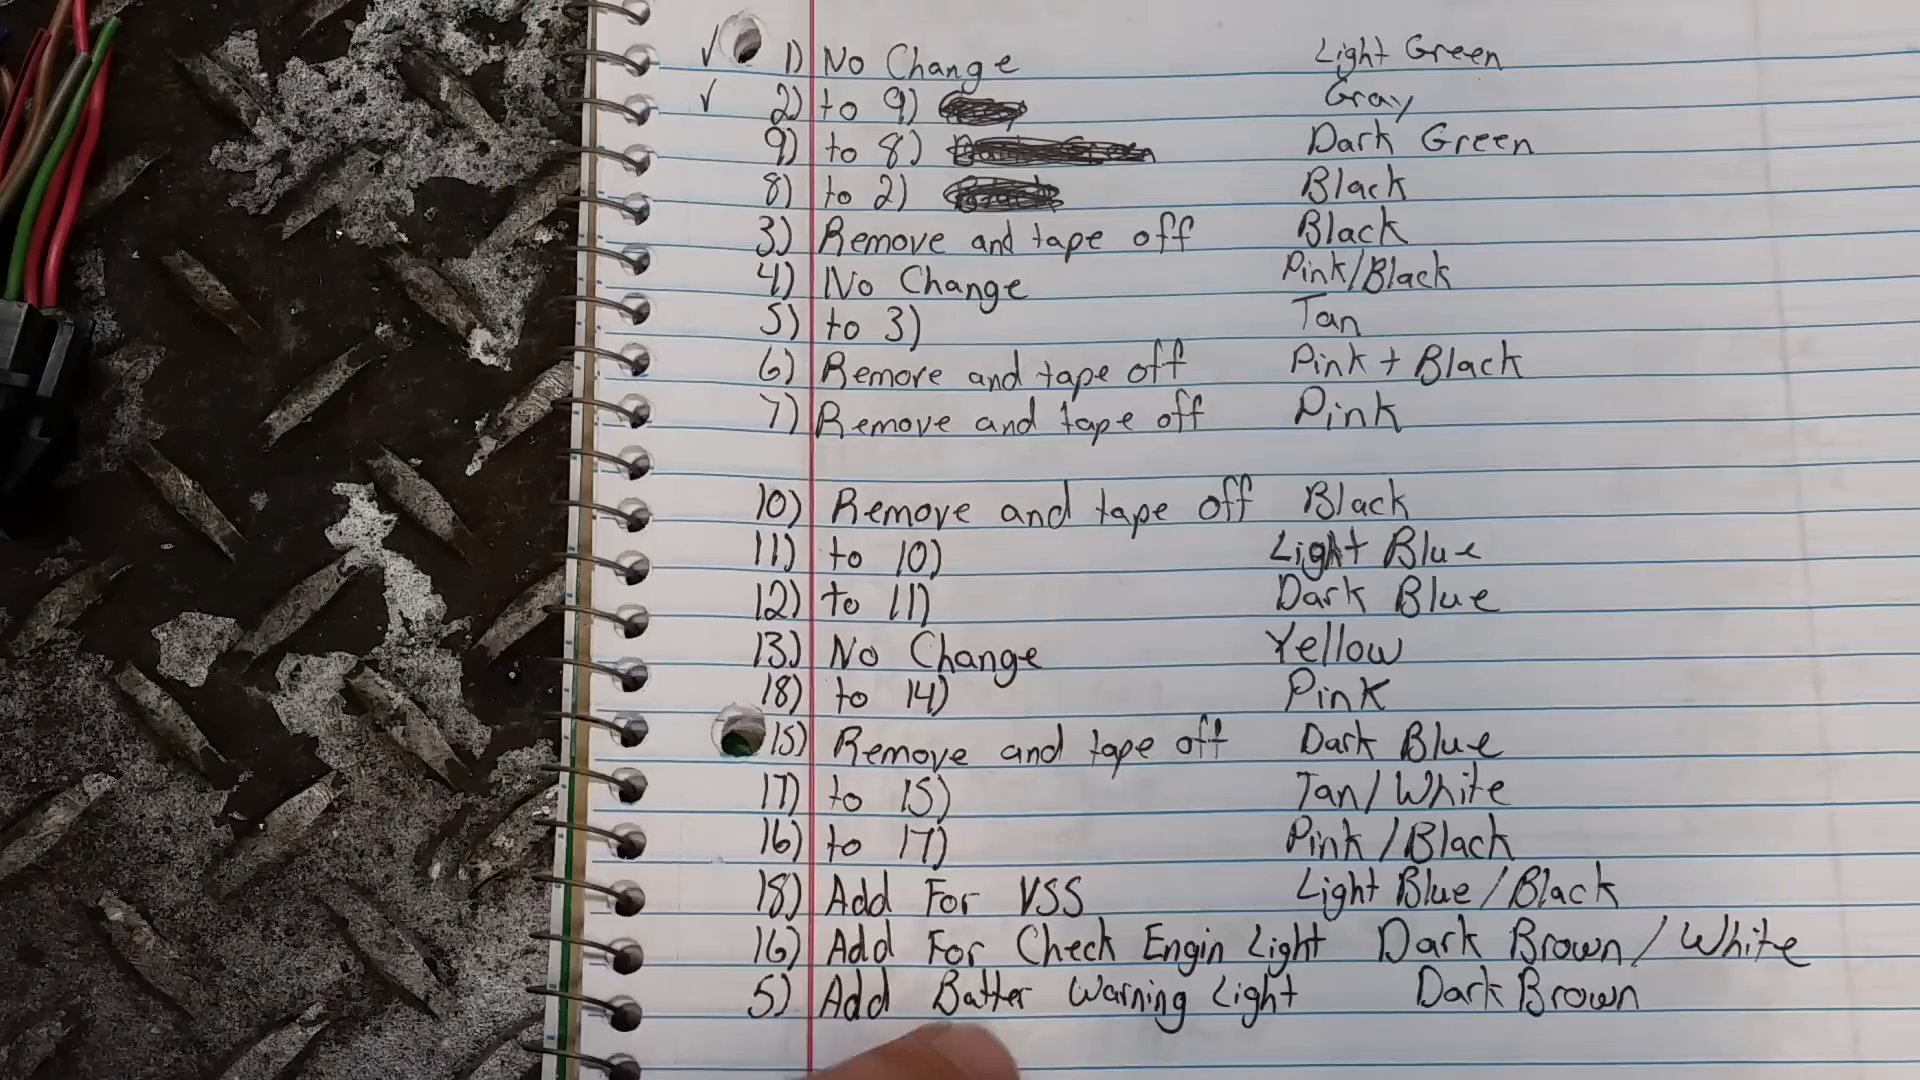 ✓ 1) No Change Light Green
✓ 2) to 9) Gray
9) to 8) Dark Green
8) to 2) Black
3) Remove and tape off Black
4) No Change Pink/Black
5) to 3) Tan
6) Remove and tape off Pink + Black
7) Remove and tape off Pink
10) Remove and tape off Black
11) to 10) Light Blue
12) to 11) Dark Blue
13) No Change Yellow
18) to 14) Pink
15) Remove and tape off Dark Blue
17) to 15) Tan/White
16) to 17) Pink/Black
18) Add For VSS Light Blue/Black
16) Add For Check Engin Light Dark Brown/White
5) Add Batter Warning Light Dark Brown